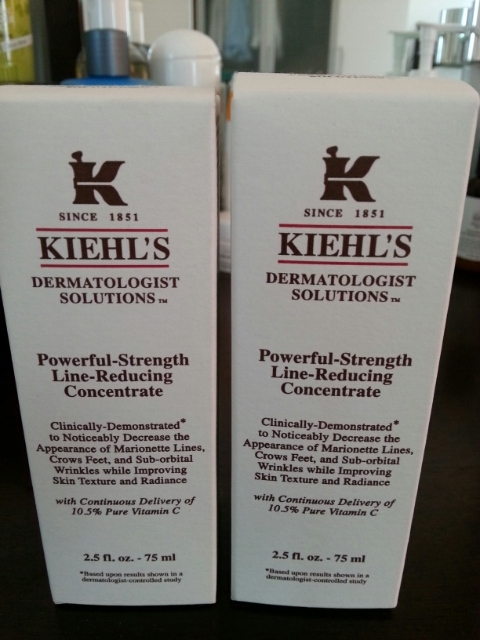 K
SINCE 1851
KIEHL'S
DERMATOLOGIST
SOLUTIONS™
Powerful-Strength
Line-Reducing
Concentrate
Clinically-Demonstrated*
to Noticeably Decrease the
Appearance of Marionette Lines,
Crows Feet, and Sub-orbital
Wrinkles while Improving
Skin Texture and Radiance
with Continuous Delivery of
10.5% Pure Vitamin C
2.5 fl. oz. - 75 ml
*Based upon results shown in a
dermatologist-controlled study
K
SINCE 1851
KIEHL'S
DERMATOLOGIST
SOLUTIONS™
Powerful-Strength
Line-Reducing
Concentrate
Clinically-Demonstrated*
to Noticeably Decrease the
Appearance of Marionette Lines,
Crows Feet, and Sub-orbital
Wrinkles while Improving
Skin Texture and Radiance
with Continuous Delivery of
10.5% Pure Vitamin C
2.5 fl. oz. - 75 ml
*Based upon results shown in a
dermatologist-controlled study